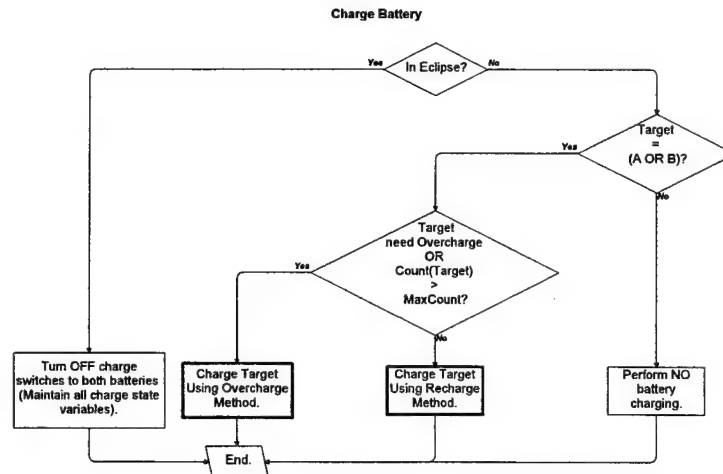 Charge Battery
Yes
In Eclipse?
No
Target
=
(A OR B)?
Yes
No
Target
need Overcharge
OR
Count(Target)
>
MaxCount?
Yes
No
Turn OFF charge
switches to both batteries
(Maintain all charge state
variables).
Charge Target
Using Overcharge
Method.
Charge Target
Using Recharge
Method.
Perform NO
battery
charging.
End.